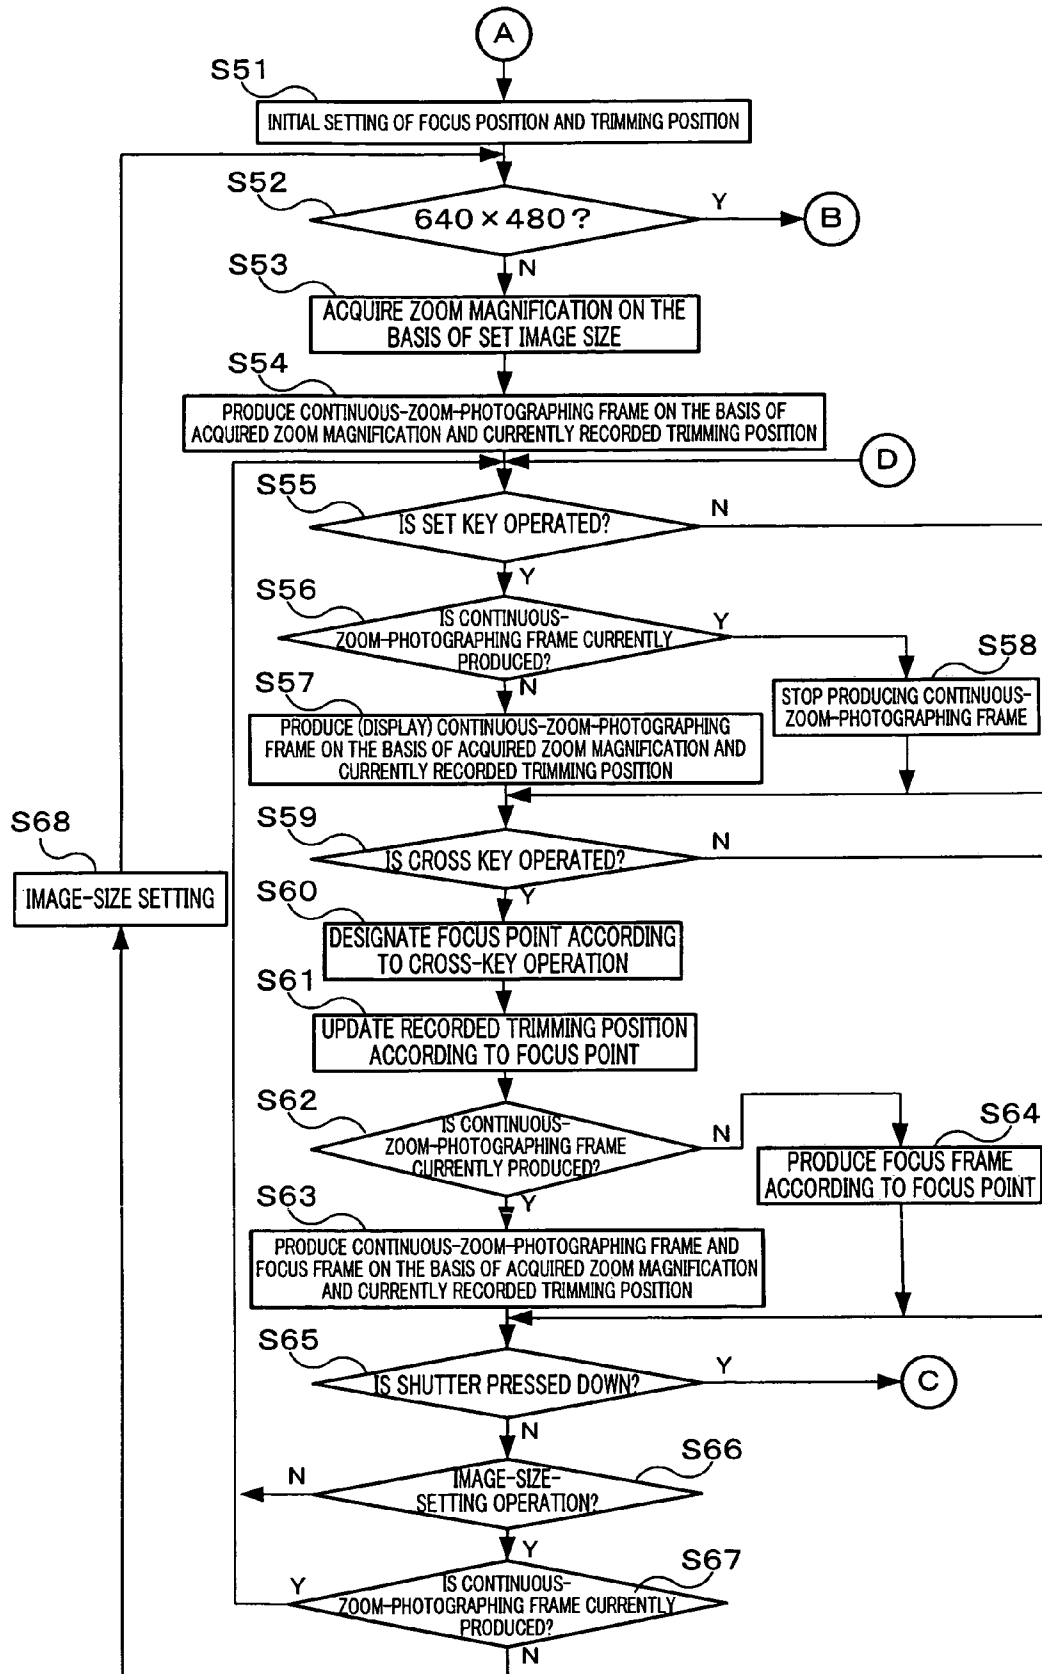 A
S51
INITIAL SETTING OF FOCUS POSITION AND TRIMMING POSITION
S52
640×480?
Y
B
N
S53
ACQUIRE ZOOM MAGNIFICATION ON THE
BASIS OF SET IMAGE SIZE
S54
PRODUCE CONTINUOUS-ZOOM-PHOTOGRAPHING FRAME ON THE BASIS OF
ACQUIRED ZOOM MAGNIFICATION AND CURRENTLY RECORDED TRIMMING POSITION
D
S55
IS SET KEY OPERATED?
N
Y
S56
IS CONTINUOUS-
ZOOM-PHOTOGRAPHING FRAME CURRENTLY
PRODUCED?
Y
N
S58
STOP PRODUCING CONTINUOUS-
ZOOM-PHOTOGRAPHING FRAME
S57
PRODUCE (DISPLAY) CONTINUOUS-ZOOM-PHOTOGRAPHING
FRAME ON THE BASIS OF ACQUIRED ZOOM MAGNIFICATION AND
CURRENTLY RECORDED TRIMMING POSITION
S59
IS CROSS KEY OPERATED?
N
Y
S68
IMAGE-SIZE SETTING
S60
DESIGNATE FOCUS POINT ACCORDING
TO CROSS-KEY OPERATION
S61
UPDATE RECORDED TRIMMING POSITION
ACCORDING TO FOCUS POINT
S62
IS CONTINUOUS-
ZOOM-PHOTOGRAPHING FRAME
CURRENTLY PRODUCED?
N
Y
S64
PRODUCE FOCUS FRAME
ACCORDING TO FOCUS POINT
S63
PRODUCE CONTINUOUS-ZOOM-PHOTOGRAPHING FRAME AND
FOCUS FRAME ON THE BASIS OF ACQUIRED ZOOM MAGNIFICATION
AND CURRENTLY RECORDED TRIMMING POSITION
S65
IS SHUTTER PRESSED DOWN?
Y
C
N
S66
IMAGE-SIZE-
SETTING OPERATION?
N
Y
S67
IS CONTINUOUS-
ZOOM-PHOTOGRAPHING FRAME CURRENTLY
PRODUCED?
Y
N